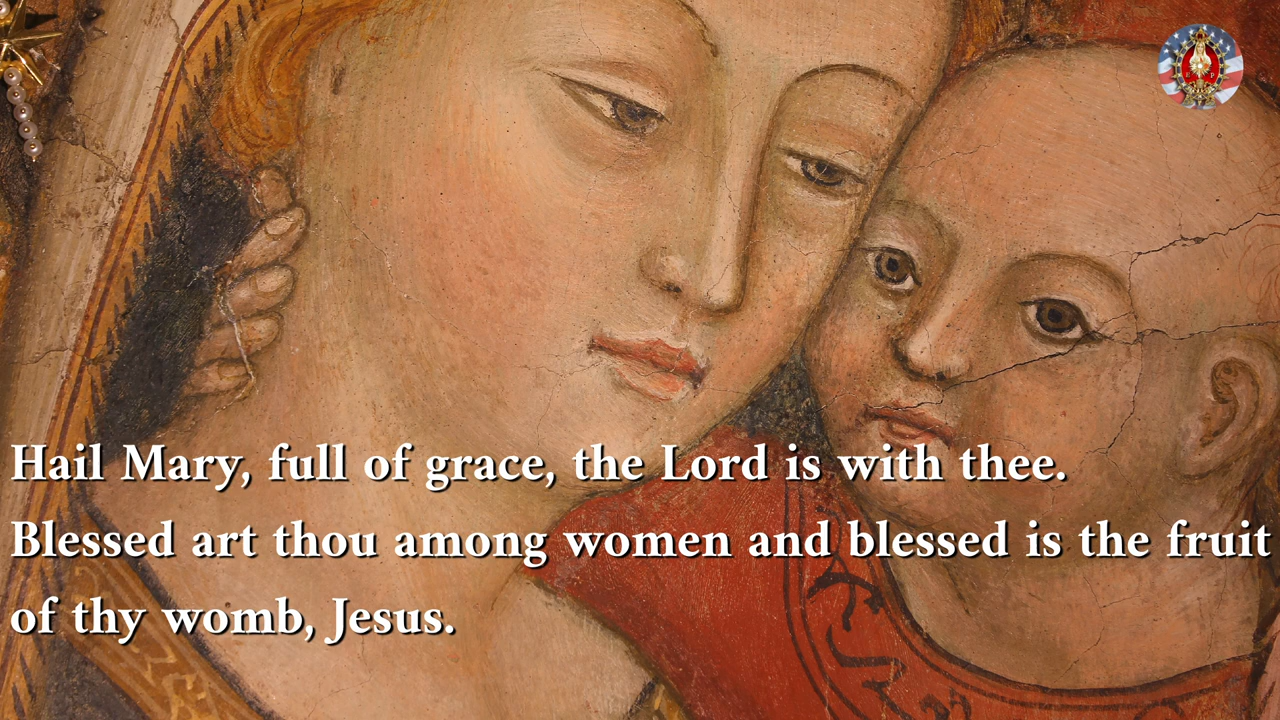 Hail Mary, full of grace, the Lord is with thee.
Blessed art thou among women and blessed is the fruit
of thy womb, Jesus.